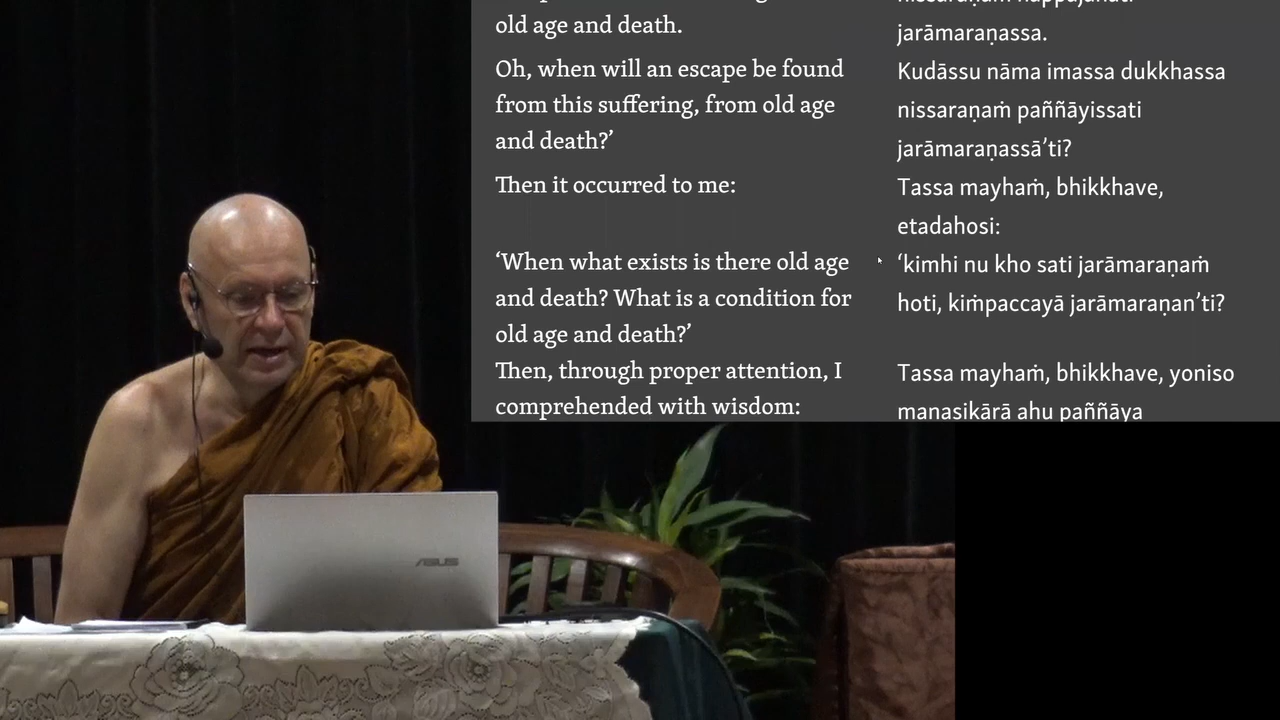 old age and death.
Oh, when will an escape be found
from this suffering, from old age
and death?’
Then it occurred to me:
‘When what exists is there old age
and death? What is a condition for
old age and death?’
Then, through proper attention, I
comprehended with wisdom:
nissaraṇaṁ nappajānāti
jarāmaraṇassa.
Kudāssu nāma imassa dukkhassa
nissaraṇaṁ paññāyissati
jarāmaraṇassā’ti?
Tassa mayhaṁ, bhikkhave,
etadahosi:
‘kimhi nu kho sati jarāmaraṇaṁ
hoti, kiṁpaccayā jarāmaraṇan’ti?
Tassa mayhaṁ, bhikkhave, yoniso
manasikārā ahu paññāya
ASUS